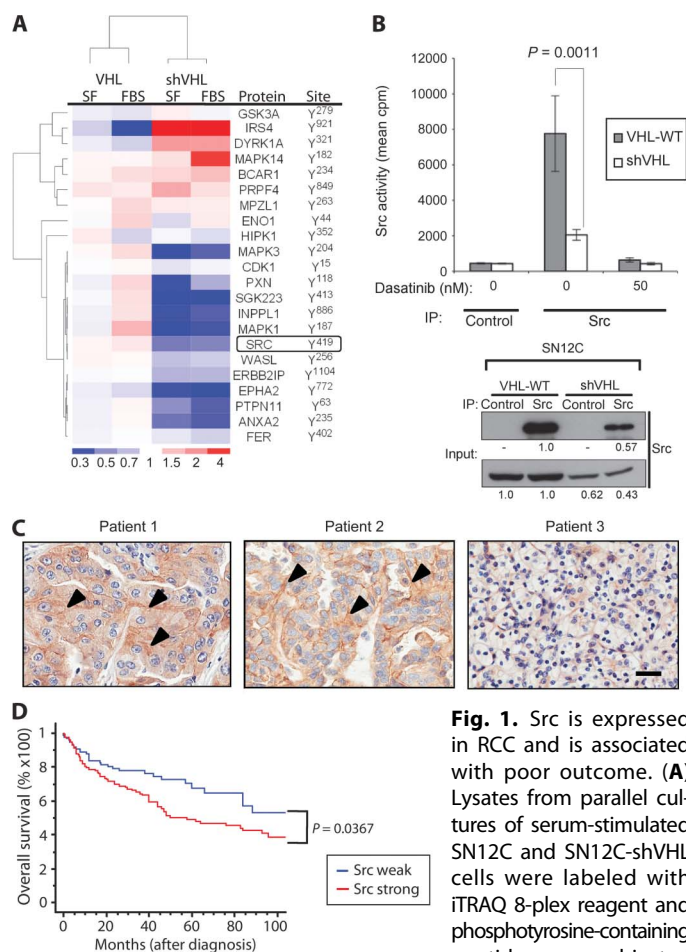 A
VHL shVHL
SF FBS SF FBS Protein Site
GSK3A Y279
IRS4 Y921
DYRK1A Y321
MAPK14 Y182
BCAR1 Y234
PRPF4 Y849
MPZL1 Y263
ENO1 Y44
HIPK1 Y352
MAPK3 Y204
CDK1 Y15
PXN Y118
SGK223 Y413
INPPL1 Y886
MAPK1 Y187
SRC Y419
WASL Y256
ERBB2IP Y1104
EPHA2 Y772
PTPN11 Y63
ANXA2 Y235
FER Y402
0.3 0.5 0.7 1 1.5 2 4
B
P = 0.0011
Src activity (mean cpm)
12000
10000
8000
6000
4000
2000
0
VHL-WT
shVHL
Dasatinib (nM): 0 0 50
IP: Control Src
SN12C
VHL-WT shVHL
IP: Control Src Control Src
- 1.0 - 0.57
Input:
1.0 1.0 0.62 0.43
Src
C
Patient 1 Patient 2 Patient 3
D
Overall survival (% x100)
1
8
6
4
2
0
0 20 40 60 80 100
Months (after diagnosis)
P = 0.0367
Src weak
Src strong
Fig. 1. Src is expressed
in RCC and is associated
with poor outcome. (A)
Lysates from parallel cul-
tures of serum-stimulated
SN12C and SN12C-shVHL
cells were labeled with
iTRAQ 8-plex reagent and
phosphotyrosine-containing